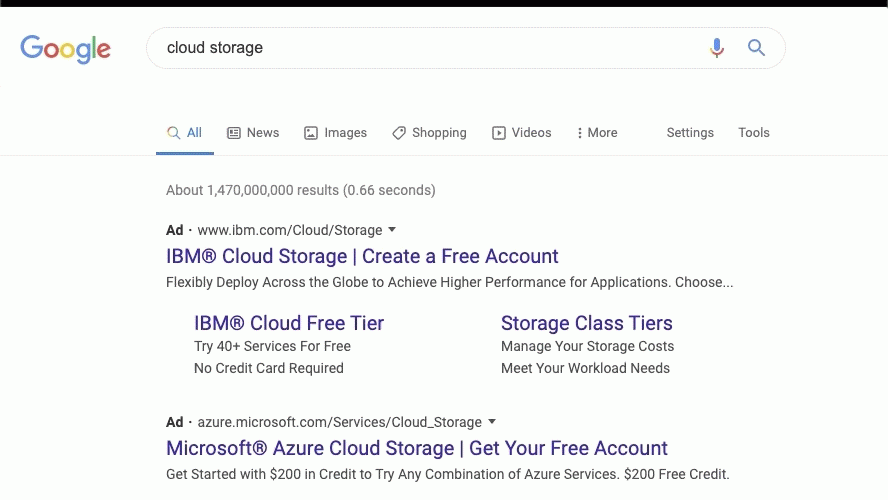 Google
cloud storage
All News Images Shopping Videos More Settings Tools
About 1,470,000,000 results (0.66 seconds)
Ad · www.ibm.com/Cloud/Storage
IBM® Cloud Storage | Create a Free Account
Flexibly Deploy Across the Globe to Achieve Higher Performance for Applications. Choose...
IBM® Cloud Free Tier
Try 40+ Services For Free
No Credit Card Required
Storage Class Tiers
Manage Your Storage Costs
Meet Your Workload Needs
Ad · azure.microsoft.com/Services/Cloud_Storage
Microsoft® Azure Cloud Storage | Get Your Free Account
Get Started with $200 in Credit to Try Any Combination of Azure Services. $200 Free Credit.